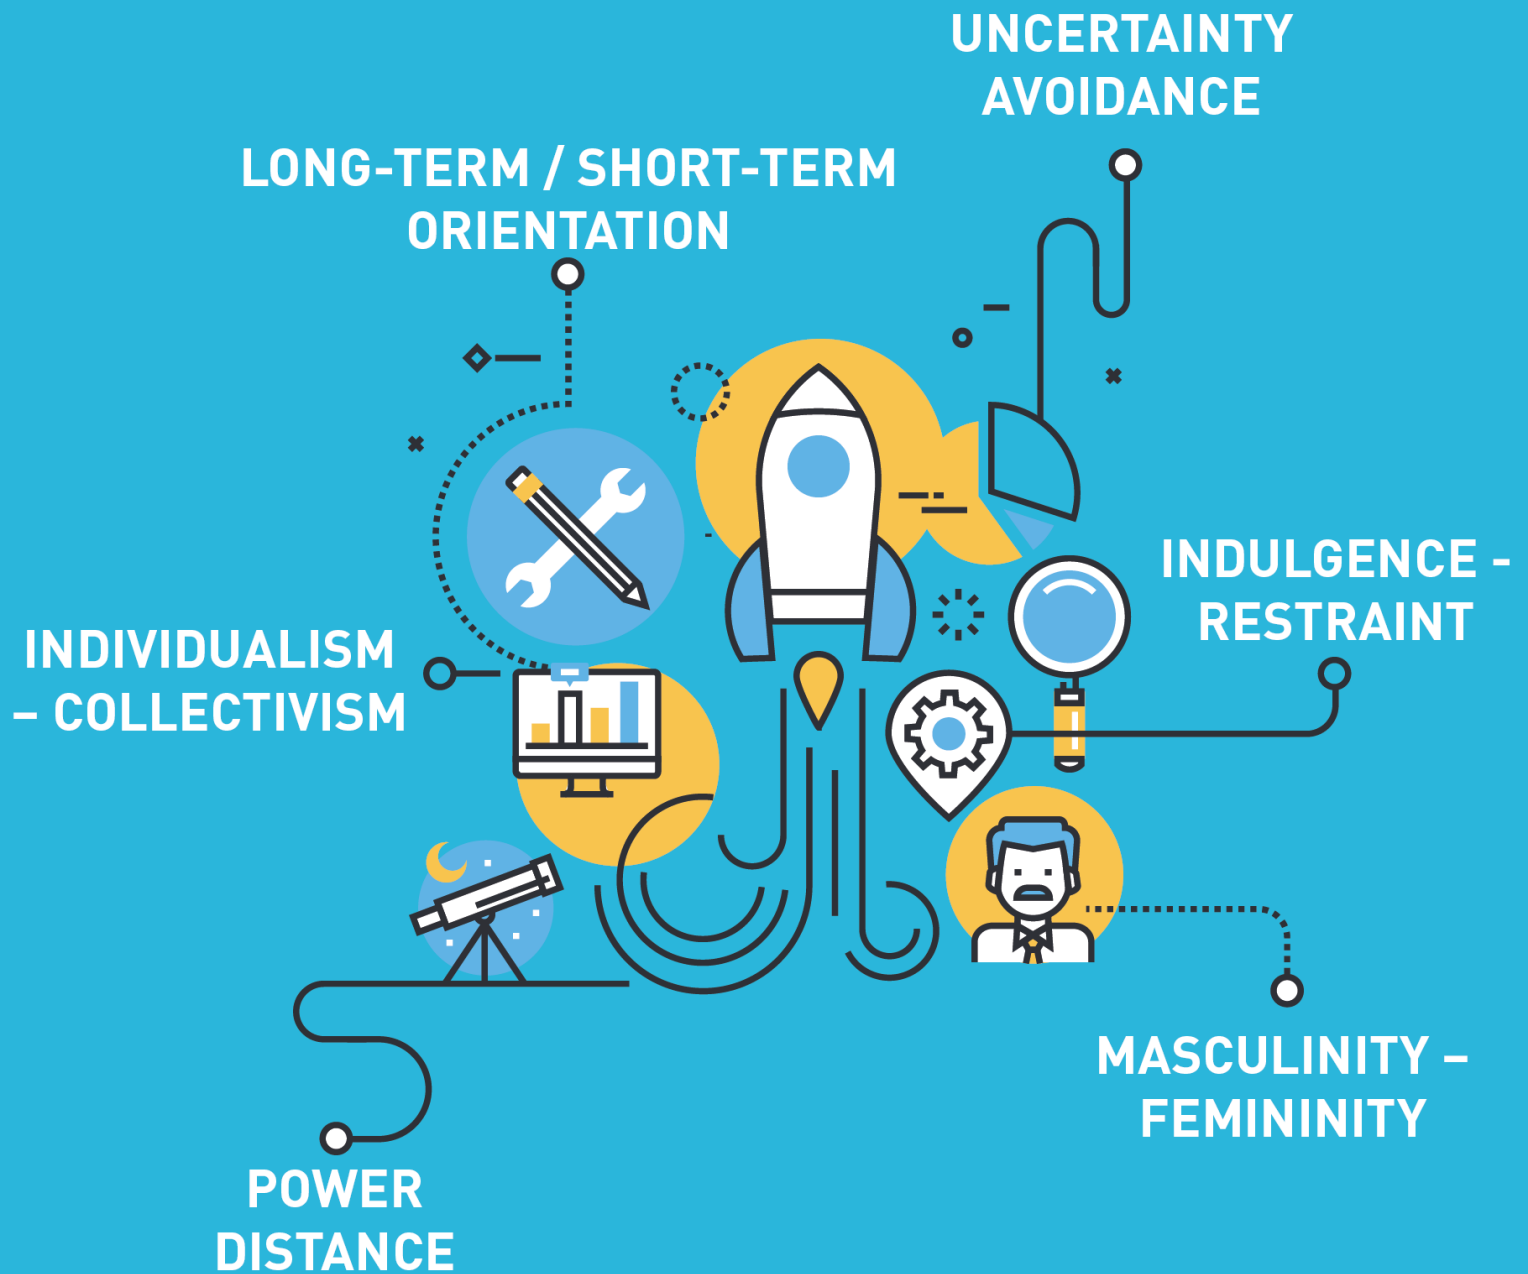 UNCERTAINTY
AVOIDANCE
LONG-TERM / SHORT-TERM
ORIENTATION
INDULGENCE -
RESTRAINT
INDIVIDUALISM
– COLLECTIVISM
MASCULINITY –
FEMININITY
POWER
DISTANCE